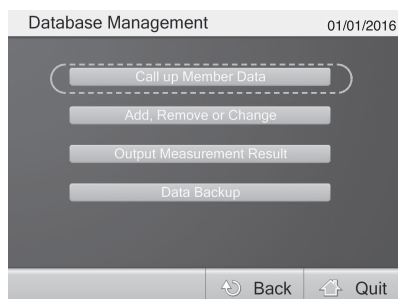 Database Management 01/01/2016
Call up Member Data
Add, Remove or Change
Output Measurement Result
Data Backup
Back Quit